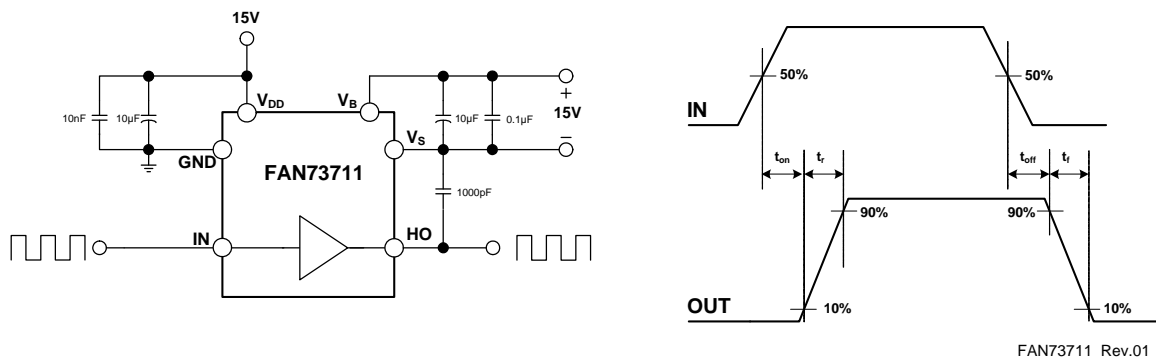 15V
VDD
VB
+
15V
10nF
10µF
10µF
0.1µF
VS
–
GND
FAN73711
1000pF
IN
HO
50%
50%
IN
ton
tr
toff
tf
90%
90%
OUT
10%
10%
FAN73711 Rev.01